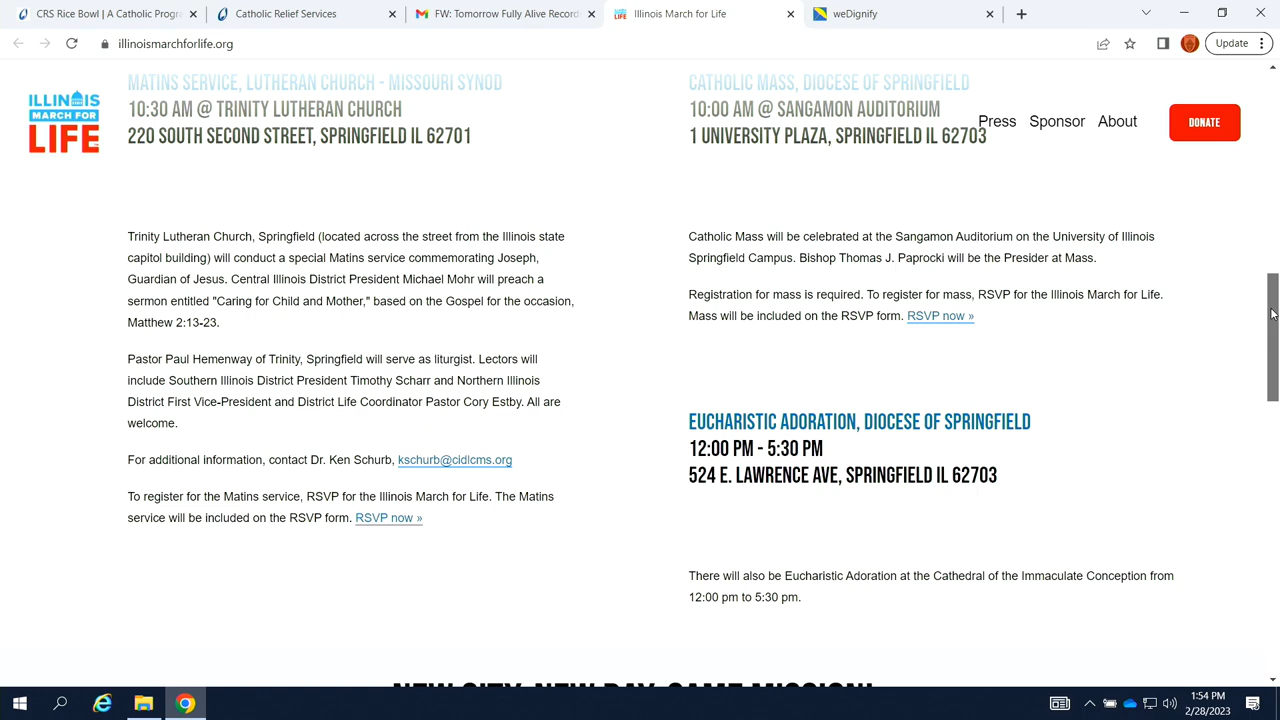 CRS Rice Bowl | A Catholic Progr
Catholic Relief Services
FW: Tomorrow Fully Alive Record
Illinois March for Life
weDignify
illinoismarchforlife.org
Update
ILLINOIS
MARCH FOR
LIFE
Press
Sponsor
About
DONATE
MATINS SERVICE, LUTHERAN CHURCH - MISSOURI SYNOD
10:30 AM @ TRINITY LUTHERAN CHURCH
220 SOUTH SECOND STREET, SPRINGFIELD IL 62701
Trinity Lutheran Church, Springfield (located across the street from the Illinois state
capitol building) will conduct a special Matins service commemorating Joseph,
Guardian of Jesus. Central Illinois District President Michael Mohr will preach a
sermon entitled "Caring for Child and Mother," based on the Gospel for the occasion,
Matthew 2:13-23.
Pastor Paul Hemenway of Trinity, Springfield will serve as liturgist. Lectors will
include Southern Illinois District President Timothy Scharr and Northern Illinois
District First Vice-President and District Life Coordinator Pastor Cory Estby. All are
welcome.
For additional information, contact Dr. Ken Schurb, kschurb@cidlcms.org
To register for the Matins service, RSVP for the Illinois March for Life. The Matins
service will be included on the RSVP form. RSVP now »
CATHOLIC MASS, DIOCESE OF SPRINGFIELD
10:00 AM @ SANGAMON AUDITORIUM
1 UNIVERSITY PLAZA, SPRINGFIELD IL 62703
Catholic Mass will be celebrated at the Sangamon Auditorium on the University of Illinois
Springfield Campus. Bishop Thomas J. Paprocki will be the Presider at Mass.
Registration for mass is required. To register for mass, RSVP for the Illinois March for Life.
Mass will be included on the RSVP form. RSVP now »
EUCHARISTIC ADORATION, DIOCESE OF SPRINGFIELD
12:00 PM - 5:30 PM
524 E. LAWRENCE AVE, SPRINGFIELD IL 62703
There will also be Eucharistic Adoration at the Cathedral of the Immaculate Conception from
12:00 pm to 5:30 pm.
NEW CITY. NEW DAY. SAME MISSION!
1:54 PM
2/28/2023